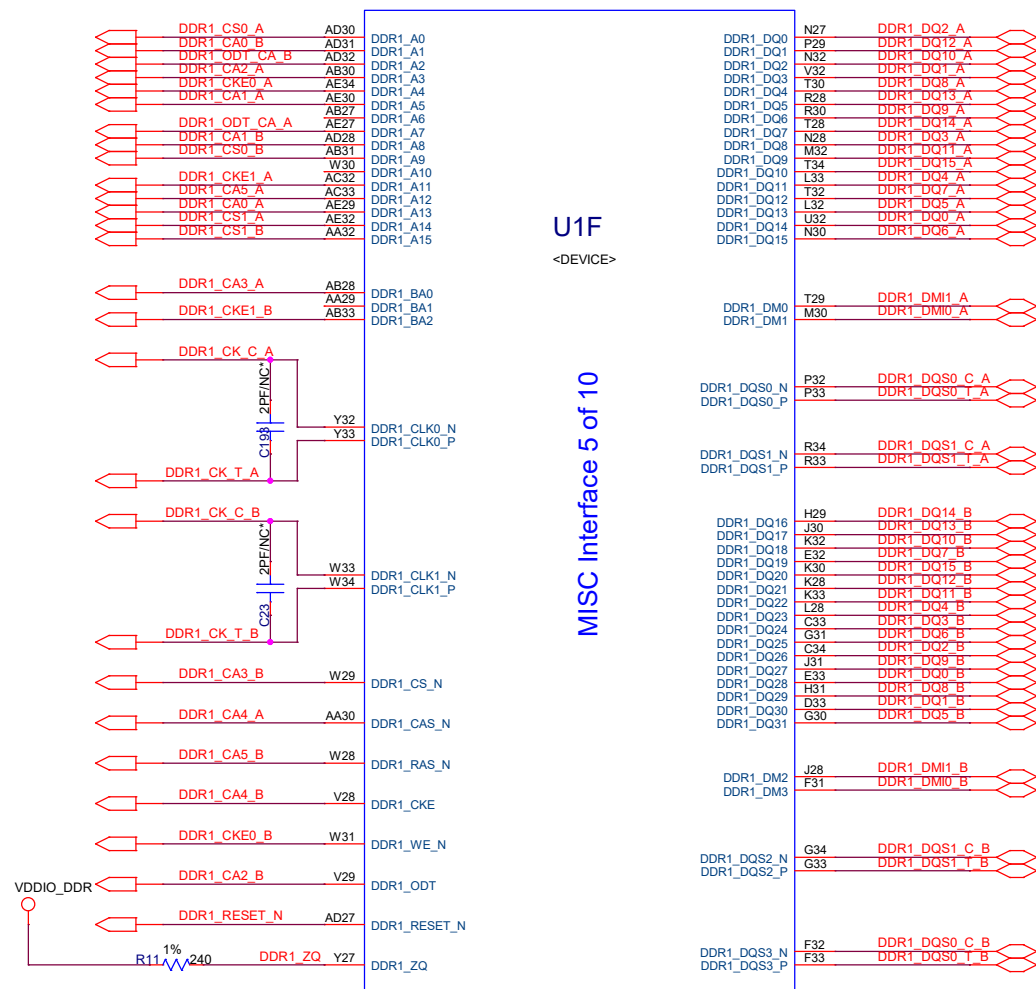 DDR1_CS0_A AD30 DDR1_A0
DDR1_CA0_B AD31 DDR1_A1
DDR1_ODT_CA_B AD32 DDR1_A2
DDR1_CA2_A AB30 DDR1_A3
DDR1_CKE0_A AE34 DDR1_A4
DDR1_CA1_A AE30 DDR1_A5
AB27 DDR1_A6
DDR1_ODT_CA_A AE27 DDR1_A7
DDR1_CA1_B AD28 DDR1_A8
DDR1_CS0_B AB31 DDR1_A9
W30 DDR1_A10
DDR1_CKE1_A AC32 DDR1_A11
DDR1_CA5_A AC33 DDR1_A12
DDR1_CA0_A AE29 DDR1_A13
DDR1_CS1_A AE32 DDR1_A14
DDR1_CS1_B AA32 DDR1_A15
DDR1_CA3_A AB28 DDR1_BA0
AA29 DDR1_BA1
DDR1_CKE1_B AB33 DDR1_BA2
DDR1_CK_C_A
2PF/NC*
C193
Y32 DDR1_CLK0_N
Y33 DDR1_CLK0_P
DDR1_CK_T_A
DDR1_CK_C_B
2PF/NC*
C23
W33 DDR1_CLK1_N
W34 DDR1_CLK1_P
DDR1_CK_T_B
DDR1_CA3_B W29 DDR1_CS_N
DDR1_CA4_A AA30 DDR1_CAS_N
DDR1_CA5_B W28 DDR1_RAS_N
DDR1_CA4_B V28 DDR1_CKE
DDR1_CKE0_B W31 DDR1_WE_N
DDR1_CA2_B V29 DDR1_ODT
VDDIO_DDR
DDR1_RESET_N AD27 DDR1_RESET_N
1%
R11 240 DDR1_ZQ Y27 DDR1_ZQ
U1F
<DEVICE>
MISC Interface 5 of 10
DDR1_DQ0 N27 DDR1_DQ2_A
DDR1_DQ1 P29 DDR1_DQ12_A
DDR1_DQ2 N32 DDR1_DQ10_A
DDR1_DQ3 V32 DDR1_DQ1_A
DDR1_DQ4 T30 DDR1_DQ8_A
DDR1_DQ5 R28 DDR1_DQ13_A
DDR1_DQ6 R30 DDR1_DQ9_A
DDR1_DQ7 T28 DDR1_DQ14_A
DDR1_DQ8 N28 DDR1_DQ3_A
DDR1_DQ9 M32 DDR1_DQ11_A
DDR1_DQ10 T34 DDR1_DQ15_A
DDR1_DQ11 L33 DDR1_DQ4_A
DDR1_DQ12 T32 DDR1_DQ7_A
DDR1_DQ13 L32 DDR1_DQ5_A
DDR1_DQ14 U32 DDR1_DQ0_A
DDR1_DQ15 N30 DDR1_DQ6_A
DDR1_DM0 T29 DDR1_DMI1_A
DDR1_DM1 M30 DDR1_DMI0_A
DDR1_DQS0_N P32 DDR1_DQS0_C_A
DDR1_DQS0_P P33 DDR1_DQS0_T_A
DDR1_DQS1_N R34 DDR1_DQS1_C_A
DDR1_DQS1_P R33 DDR1_DQS1_T_A
DDR1_DQ16 H29 DDR1_DQ14_B
DDR1_DQ17 J30 DDR1_DQ13_B
DDR1_DQ18 K32 DDR1_DQ10_B
DDR1_DQ19 E32 DDR1_DQ7_B
DDR1_DQ20 K30 DDR1_DQ15_B
DDR1_DQ21 K28 DDR1_DQ12_B
DDR1_DQ22 K33 DDR1_DQ11_B
DDR1_DQ23 L28 DDR1_DQ4_B
DDR1_DQ24 C33 DDR1_DQ3_B
DDR1_DQ25 G31 DDR1_DQ6_B
DDR1_DQ26 C34 DDR1_DQ2_B
DDR1_DQ27 J31 DDR1_DQ9_B
DDR1_DQ28 E33 DDR1_DQ0_B
DDR1_DQ29 H31 DDR1_DQ8_B
DDR1_DQ30 D33 DDR1_DQ1_B
DDR1_DQ31 G30 DDR1_DQ5_B
DDR1_DM2 J28 DDR1_DMI1_B
DDR1_DM3 F31 DDR1_DMI0_B
DDR1_DQS2_N G34 DDR1_DQS1_C_B
DDR1_DQS2_P G33 DDR1_DQS1_T_B
DDR1_DQS3_N F32 DDR1_DQS0_C_B
DDR1_DQS3_P F33 DDR1_DQS0_T_B